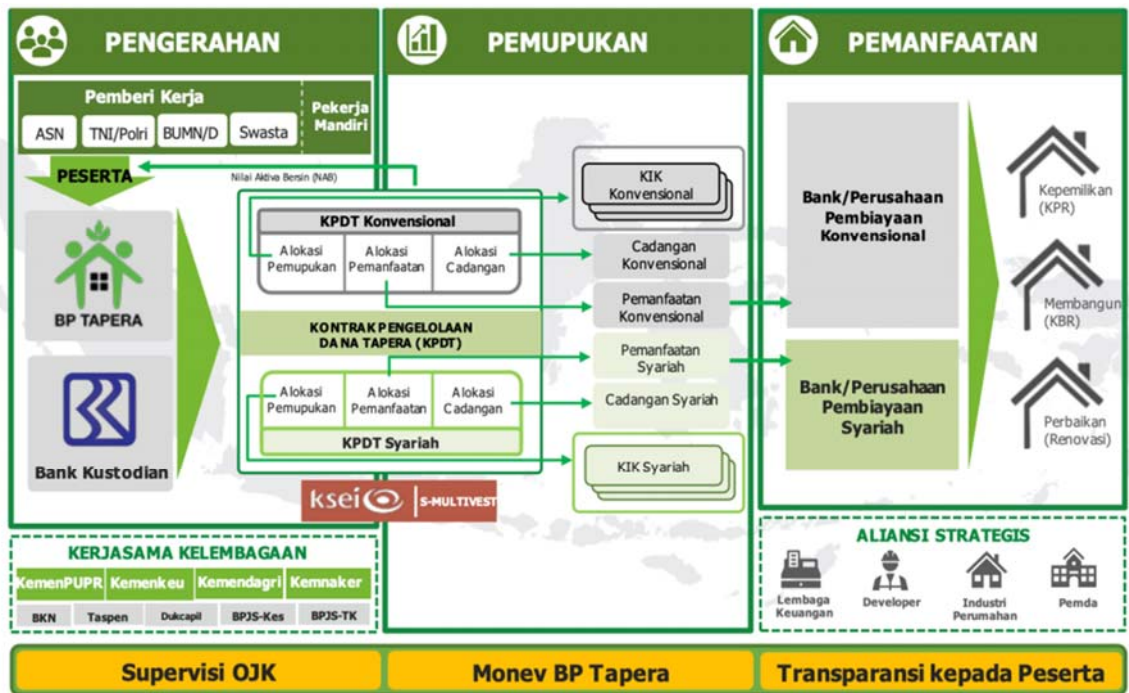 PENGERAHAN
Pemberi Kerja
ASN
TNI/Polri
BUMN/D
Swasta
Pekerja
Mandiri
PESERTA
Nilai Aktiva Bersin (NAB)
BP TAPERA
Bank Kustodian
KPDT Konvensional
Alokasi
Pemupukan
Alokasi
Pemanfaatan
Alokasi
Cadangan
KONTRAK PENGELOLAAN
DANA TAPERA (KPDT)
Alokasi
Pemupukan
Alokasi
Pemanfaatan
Alokasi
Cadangan
KPDT Syariah
ksei
S-MULTIVEST
PEMUPUKAN
KIK
Konvensional
Cadangan
Konvensional
Pemanfaatan
Konvensional
Pemanfaatan
Syariah
Cadangan Syariah
KIK Syariah
PEMANFAATAN
Bank/Perusahaan
Pembiayaan
Konvensional
Bank/Perusahaan
Pembiayaan
Syariah
Kepemilikan
(KPR)
Membangun
(KBR)
Perbaikan
(Renovasi)
KERJASAMA KELEMBAGAAN
KemenPUPR
Kemenkeu
Kemendagri
Kemnaker
BKN
Taspen
Dukcapil
BPJS-Kes
BPJS-TK
ALIANSI STRATEGIS
Lembaga
Keuangan
Developer
Industri
Perumahan
Pemda
Supervisi OJK
Monev BP Tapera
Transparansi kepada Peserta